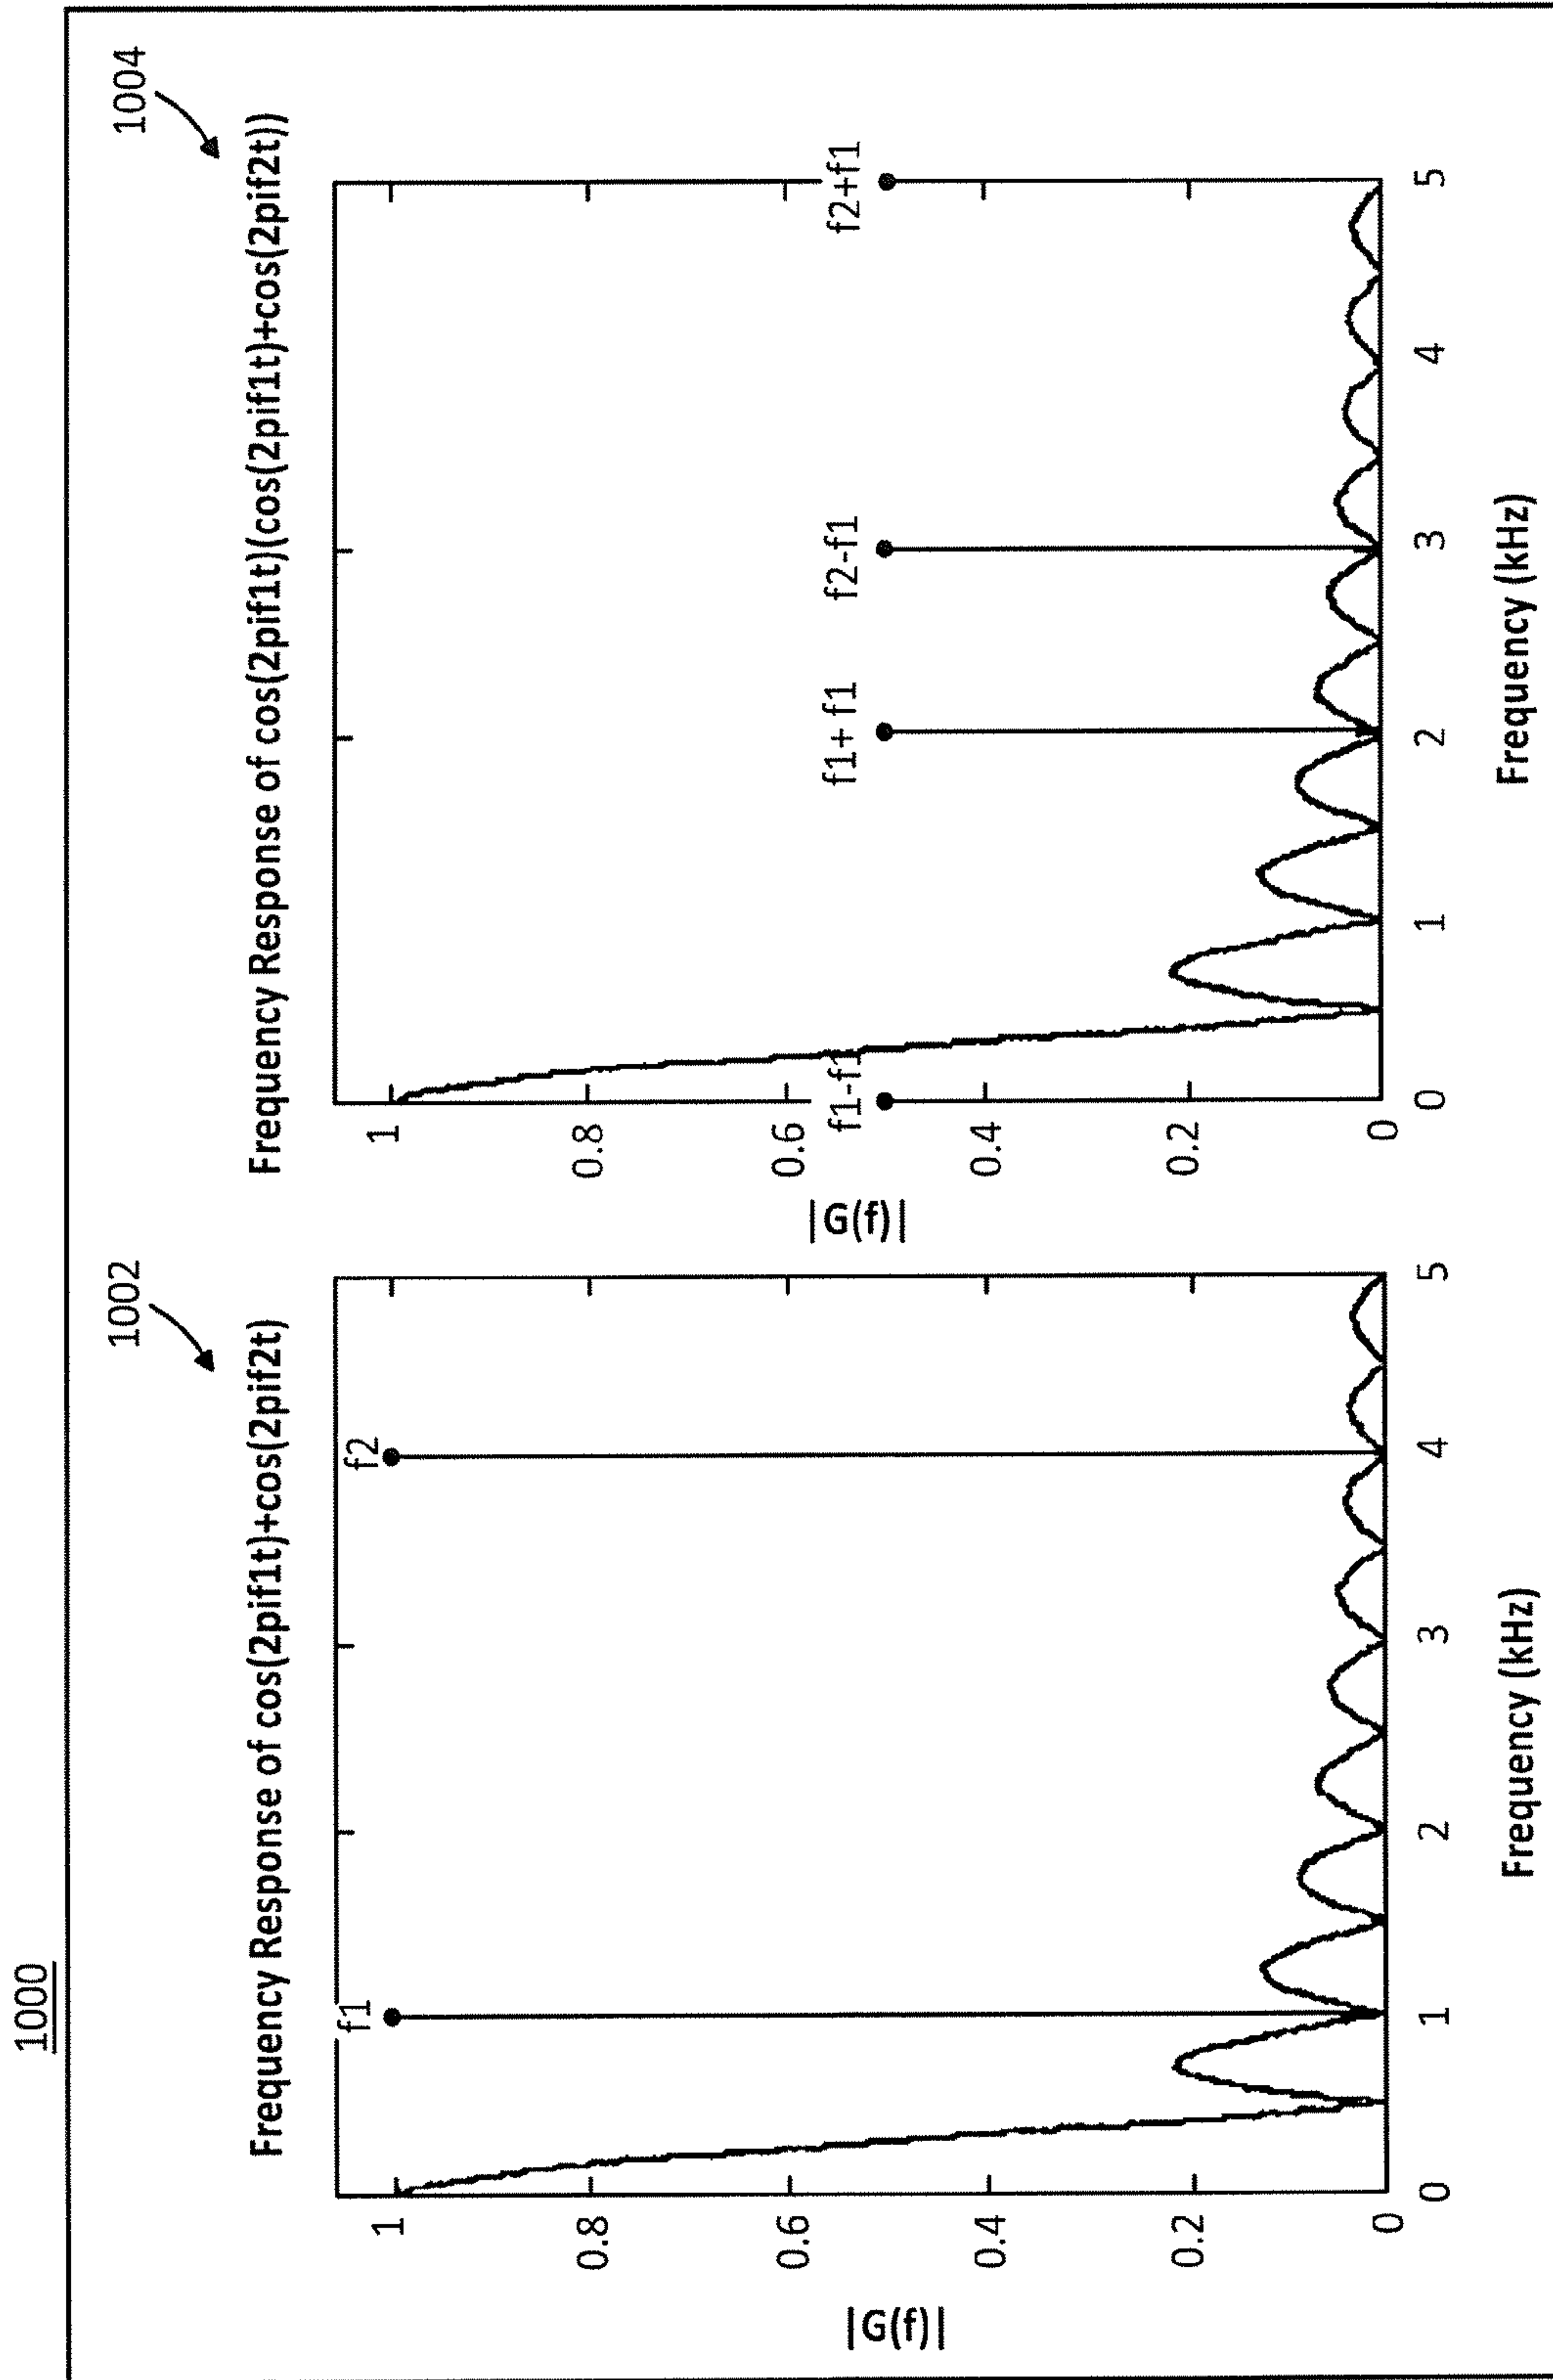 1000
1002
Frequency Response of cos(2pif1t)+cos(2pif2t)
f1
f2
|G(f)|
1
0.8
0.6
0.4
0.2
0
0 1 2 3 4 5
Frequency (kHz)
1004
Frequency Response of cos(2pif1t)(cos(2pif1t)+cos(2pif2t))
f1-f1
f1+ f1
f2-f1
f2+f1
|G(f)|
1
0.8
0.6
0.4
0.2
0
0 1 2 3 4 5
Frequency (kHz)